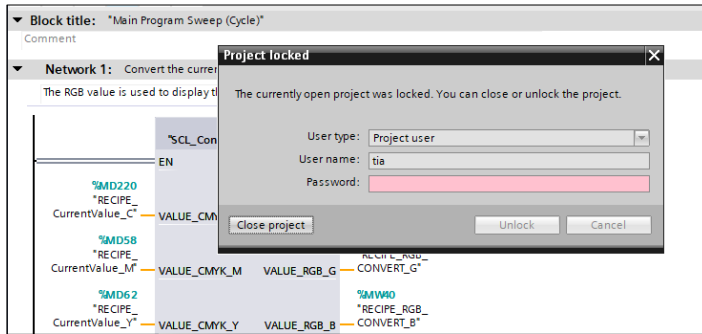 Block title: "Main Program Sweep (Cycle)"
Comment
Network 1: Convert the currer
The RGB value is used to display tl
Project locked
The currently open project was locked. You can close or unlock the project.
User type: Project user
User name: tia
Password:
Close project Unlock Cancel
"SCL_Con
EN
%MD220
"RECIPE_
CurrentValue_C" VALUE_CMY
%MD58
"RECIPE_ RECIPE_RGB_
CurrentValue_M" VALUE_CMYK_M VALUE_RGB_G CONVERT_G"
%MD62 %MW40
"RECIPE_ "RECIPE_RGB_
CurrentValue_Y" VALUE_CMYK_Y VALUE_RGB_B CONVERT_B"